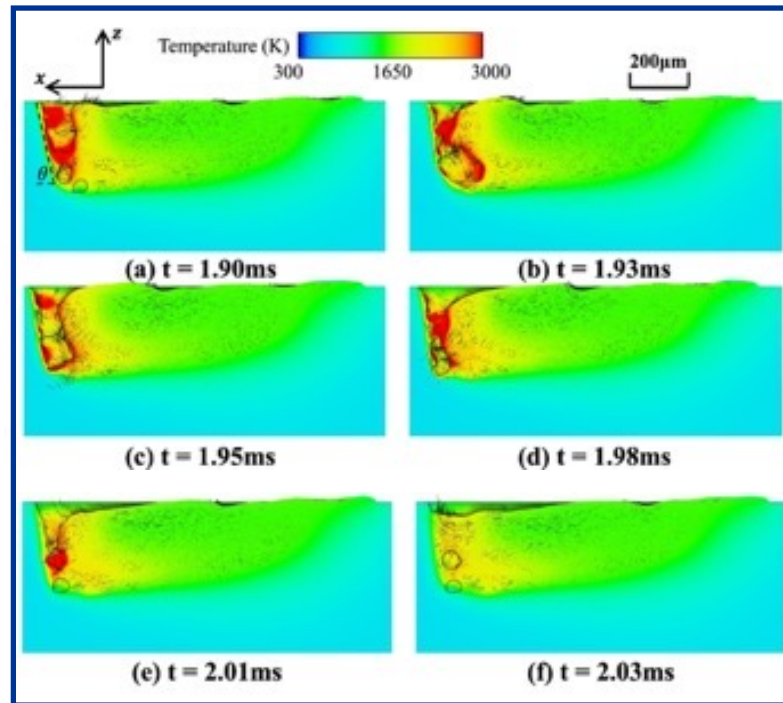 z
Temperature (K)
x
300 1650 3000
200μm
θ
(a) t = 1.90ms
(b) t = 1.93ms
(c) t = 1.95ms
(d) t = 1.98ms
(e) t = 2.01ms
(f) t = 2.03ms